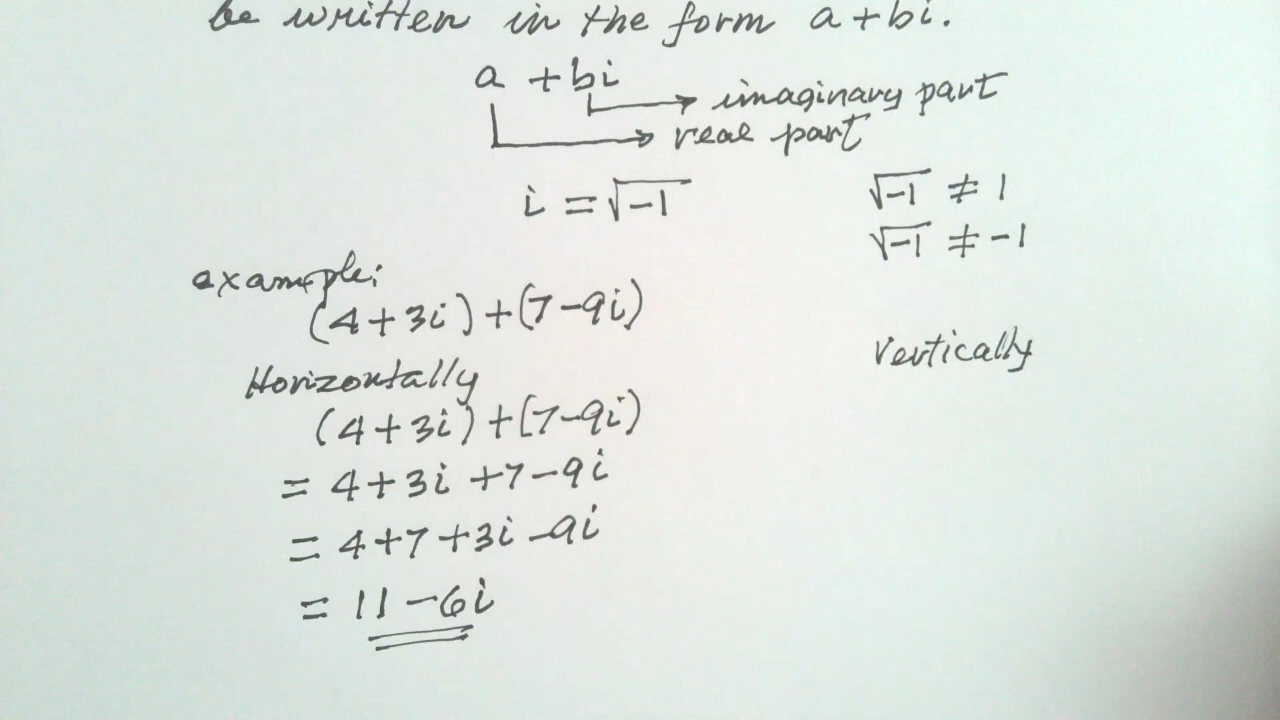 be written in the form a+bi.
a +bi
imaginary part
real part
i = √-1
√-1 ≠ 1
√-1 ≠ -1
example:
(4+3i)+(7-9i)
Horizontally
Vertically
(4+3i)+(7-9i)
= 4+3i +7-9i
= 4+7+3i-9i
= 11-6i